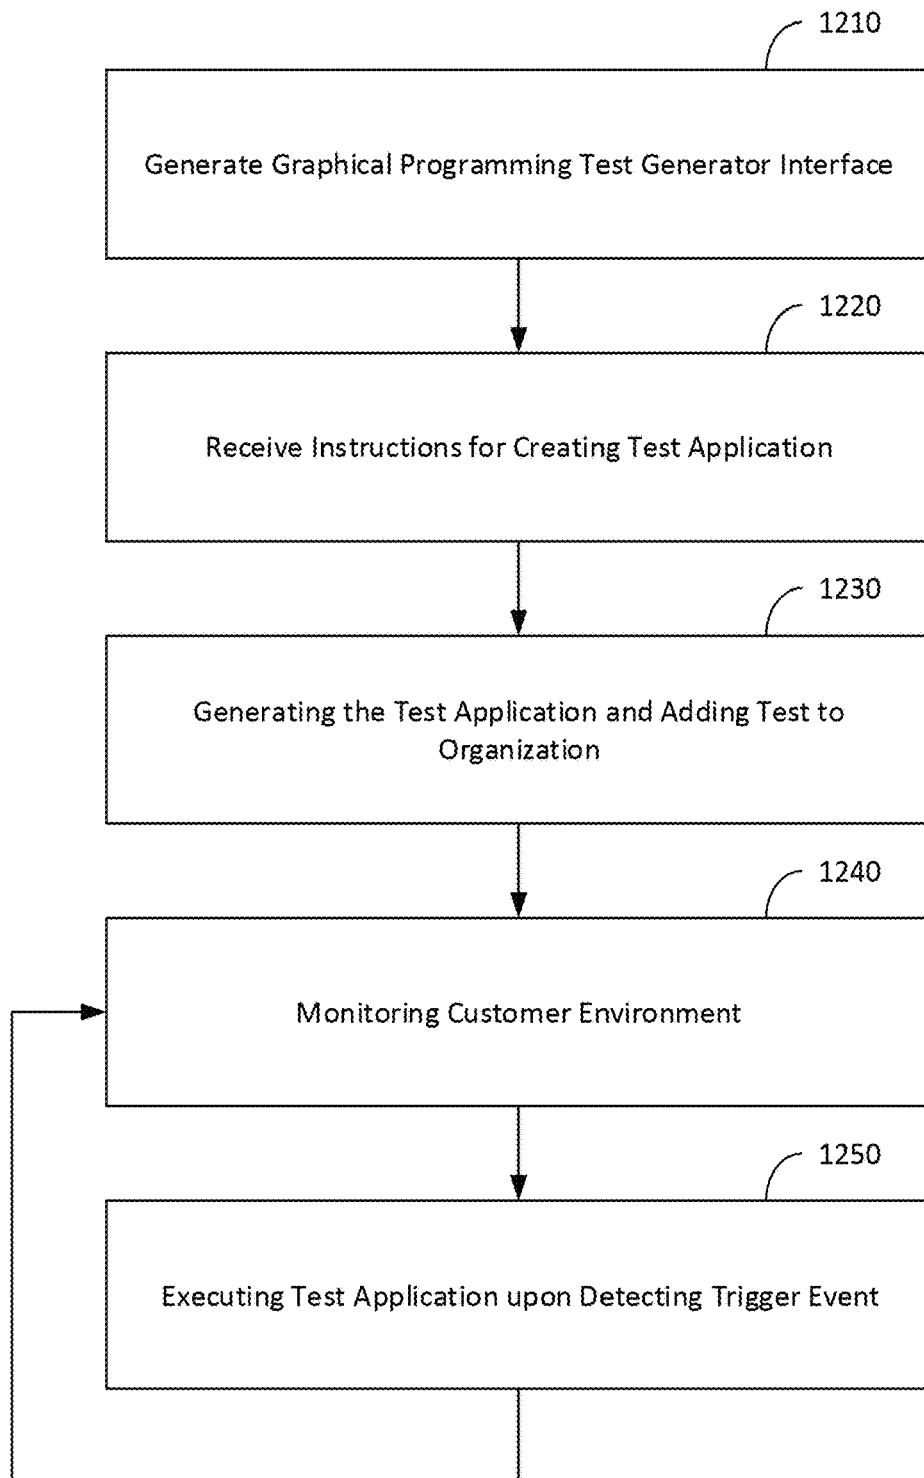 1210
Generate Graphical Programming Test Generator Interface
1220
Receive Instructions for Creating Test Application
1230
Generating the Test Application and Adding Test to
Organization
1240
Monitoring Customer Environment
1250
Executing Test Application upon Detecting Trigger Event